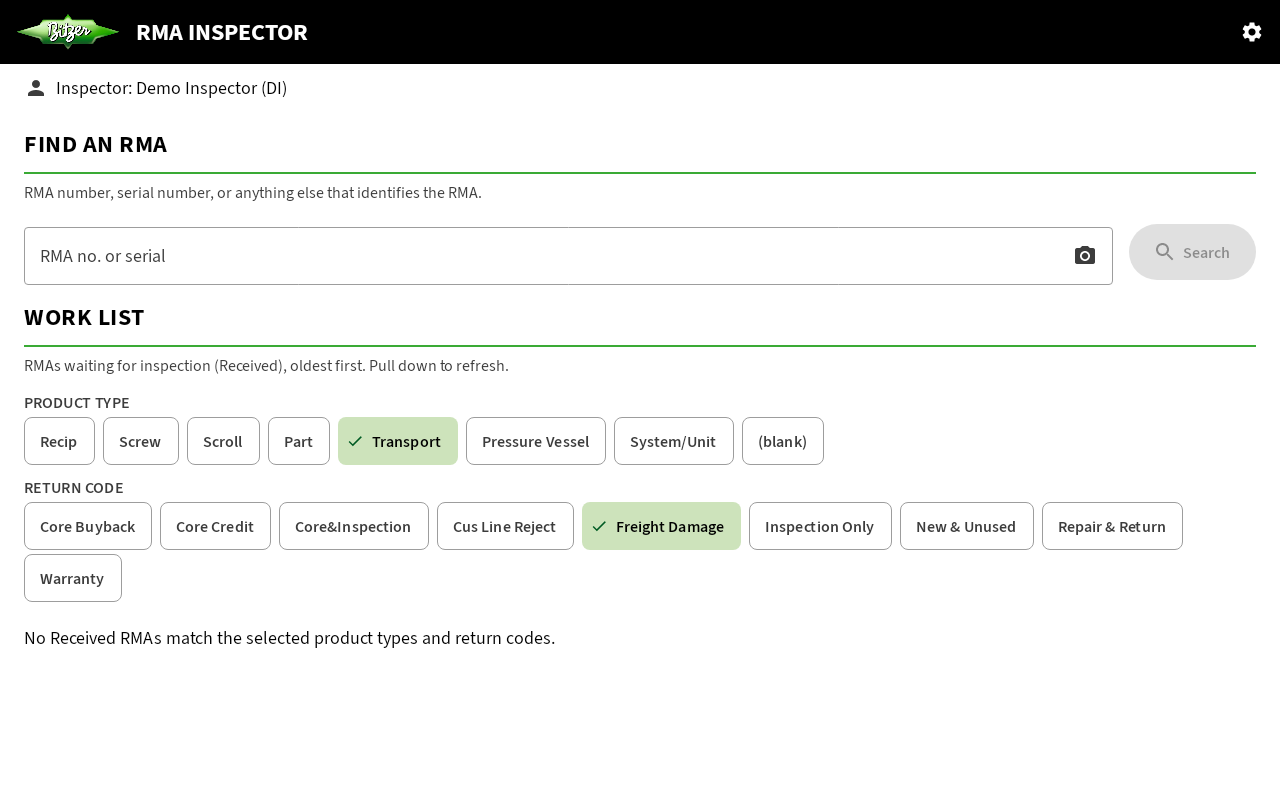 Bitzer
RMA INSPECTOR
Inspector: Demo Inspector (DI)
FIND AN RMA
RMA number, serial number, or anything else that identifies the RMA.
RMA no. or serial
Search
WORK LIST
RMAs waiting for inspection (Received), oldest first. Pull down to refresh.
PRODUCT TYPE
Recip Screw Scroll Part Transport Pressure Vessel System/Unit (blank)
RETURN CODE
Core Buyback Core Credit Core&Inspection Cus Line Reject Freight Damage Inspection Only New & Unused Repair & Return
Warranty
No Received RMAs match the selected product types and return codes.